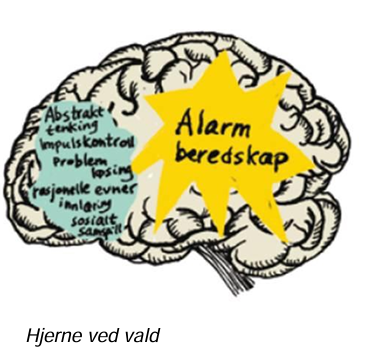 Abstrakt
tenking
Impulskontroll
Problem
løsing
rasjonelle evner
innlæring
sosialt
samspill
Alarm
beredskap
Hjerne ved vald